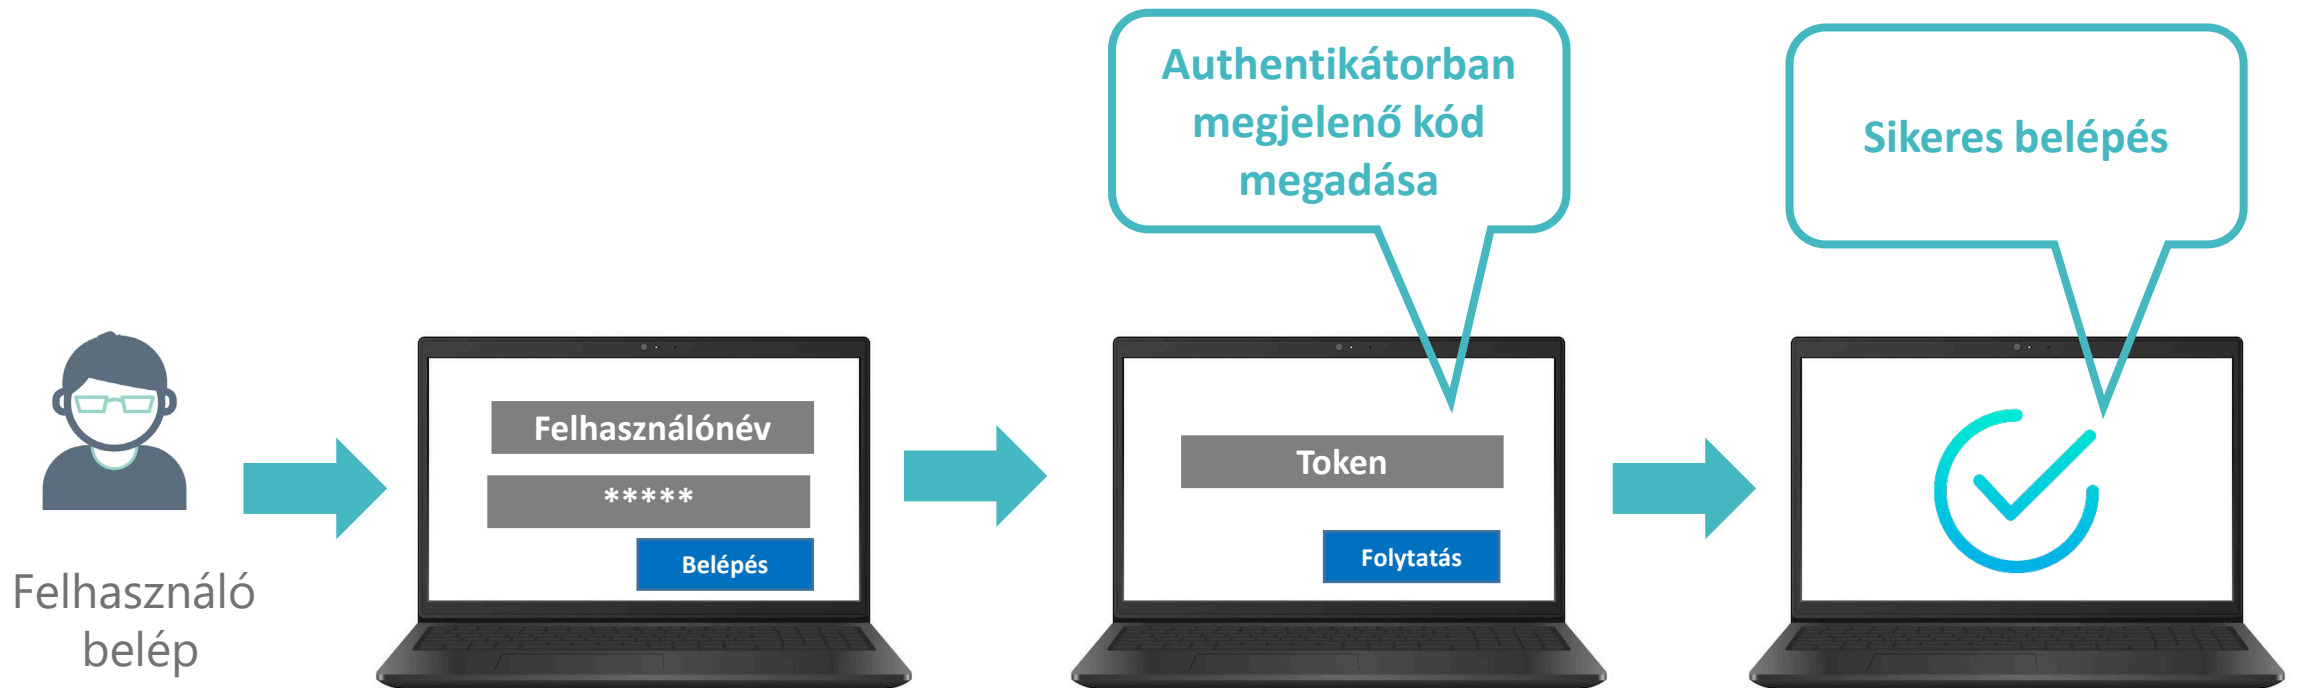 Felhasználó
belép
Felhasználónév
*****
Belépés
Authentikátorban
megjelenő kód
megadása
Token
Folytatás
Sikeres belépés